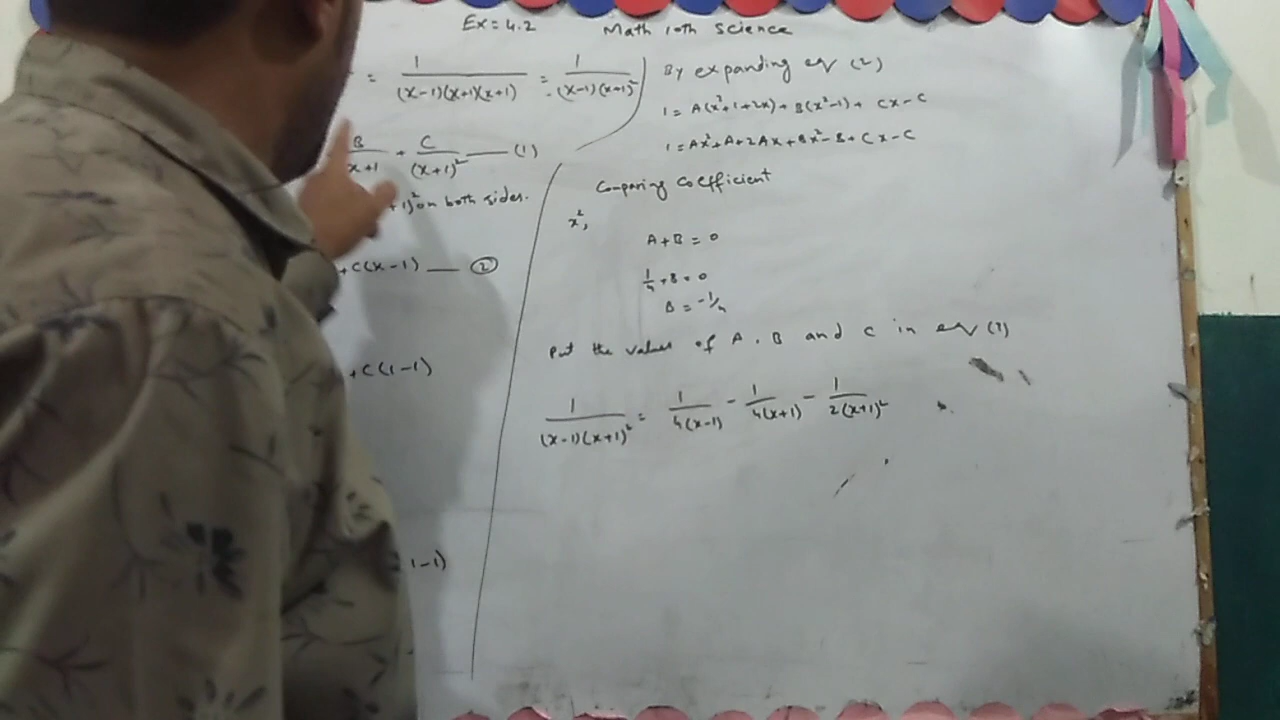 Ex = 4.2 Math 10th Science
= 1/((x-1)(x+1)(x+1)) = 1/((x-1)(x+1)²)
B/(x+1) + C/(x+1)² — (1)
+1)² on both sides.
+C(x-1) — (2)
+C(1-1)
1-1)
By expanding eq (2)
1 = A(x²+1+2x) + B(x²-1) + Cx-C
1 = Ax²+A+2Ax+Bx²-B+Cx-C
Comparing Coefficient
x²,
A+B = 0
1/4 + B = 0
B = -1/4
Put the values of A, B and C in eq (1)
1/((x-1)(x+1)²) = 1/(4(x-1)) - 1/(4(x+1)) - 1/(2(x+1)²)